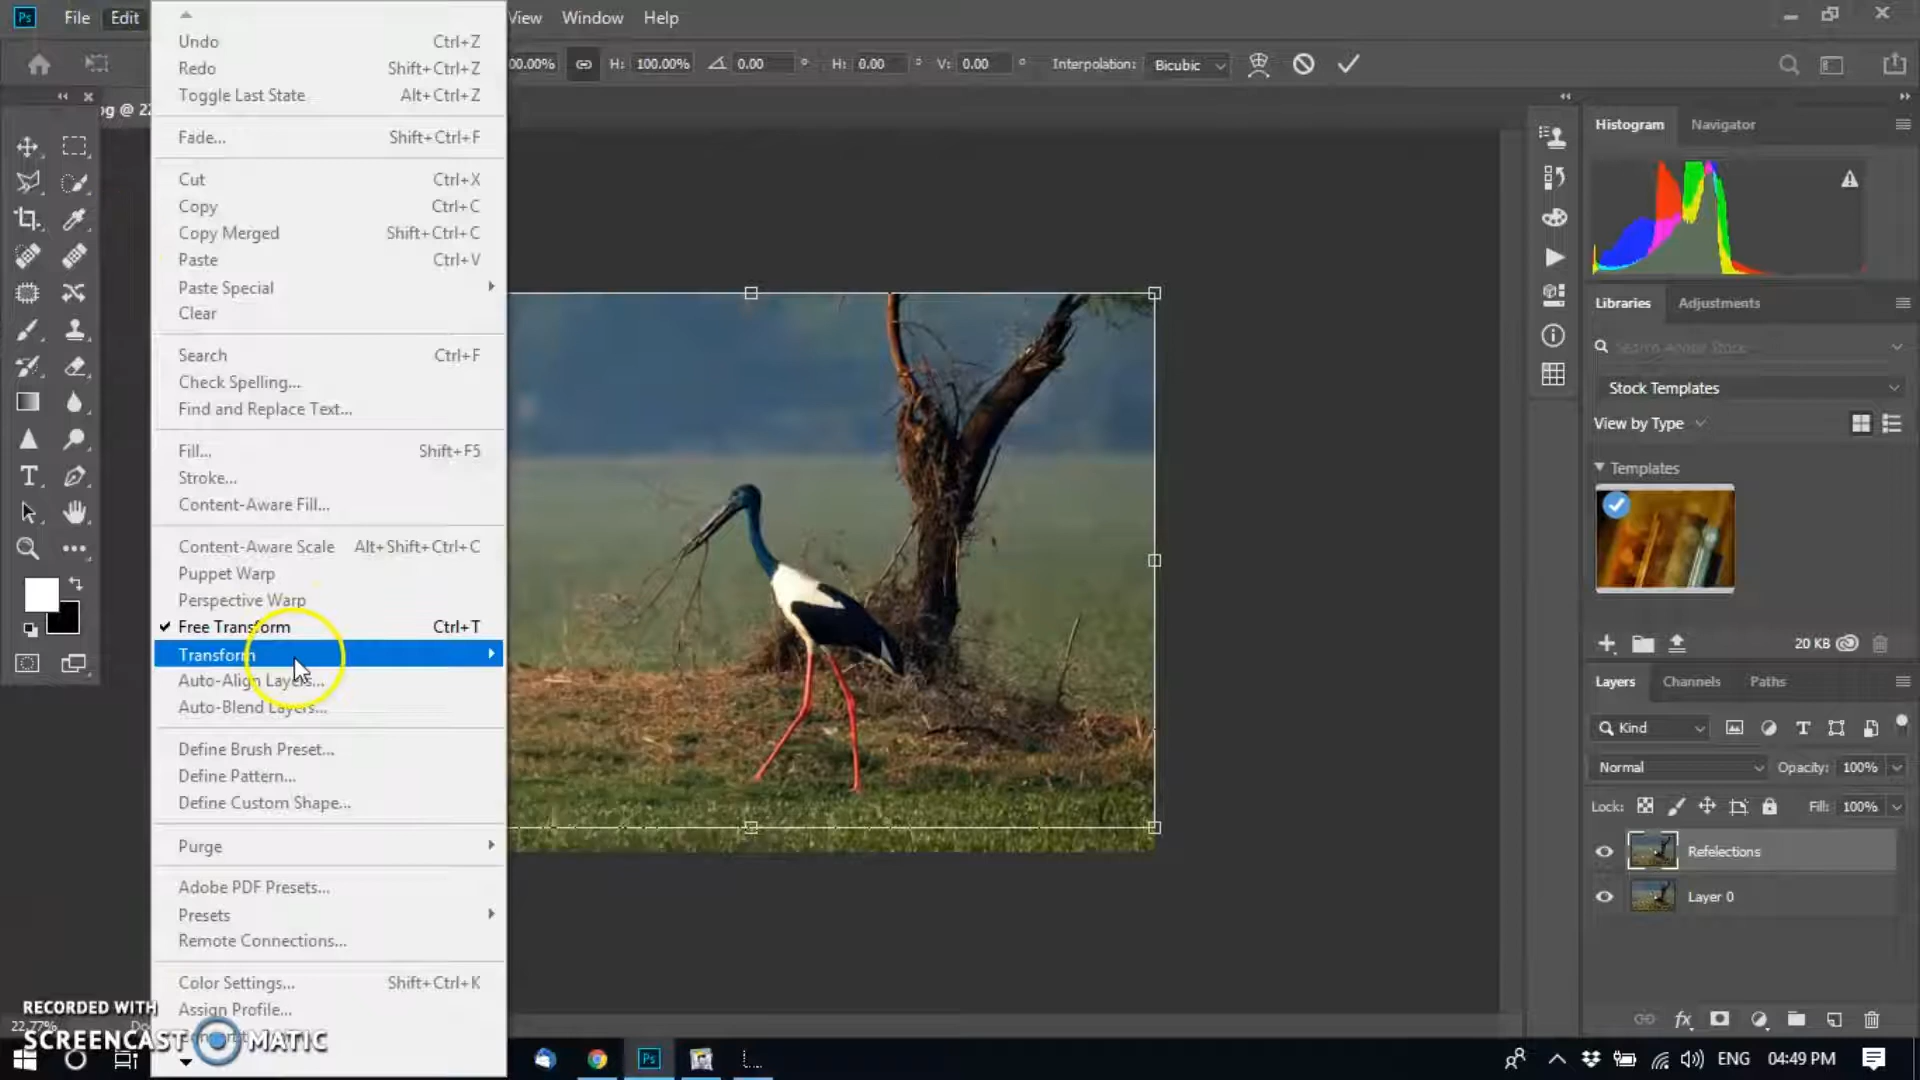 Ps File Edit View Window Help
00.00% H: 100.00% 0.00 ° H: 0.00 ° V: 0.00 ° Interpolation: Bicubic
Undo Ctrl+Z
Redo Shift+Ctrl+Z
Toggle Last State Alt+Ctrl+Z
Fade... Shift+Ctrl+F
Cut Ctrl+X
Copy Ctrl+C
Copy Merged Shift+Ctrl+C
Paste Ctrl+V
Paste Special
Clear
Search Ctrl+F
Check Spelling...
Find and Replace Text...
Fill... Shift+F5
Stroke...
Content-Aware Fill...
Content-Aware Scale Alt+Shift+Ctrl+C
Puppet Warp
Perspective Warp
Free Transform Ctrl+T
Transform
Auto-Align Layers...
Auto-Blend Layers...
Define Brush Preset...
Define Pattern...
Define Custom Shape...
Purge
Adobe PDF Presets...
Presets
Remote Connections...
Color Settings... Shift+Ctrl+K
Assign Profile...
Histogram Navigator
Libraries Adjustments
Search Adobe Stock
Stock Templates
View by Type
Templates
20 KB
Layers Channels Paths
Kind
Normal Opacity: 100%
Lock: Fill: 100%
Refelections
Layer 0
RECORDED WITH
SCREENCAST MATIC
22.77%
Ps ENG 04:49 PM